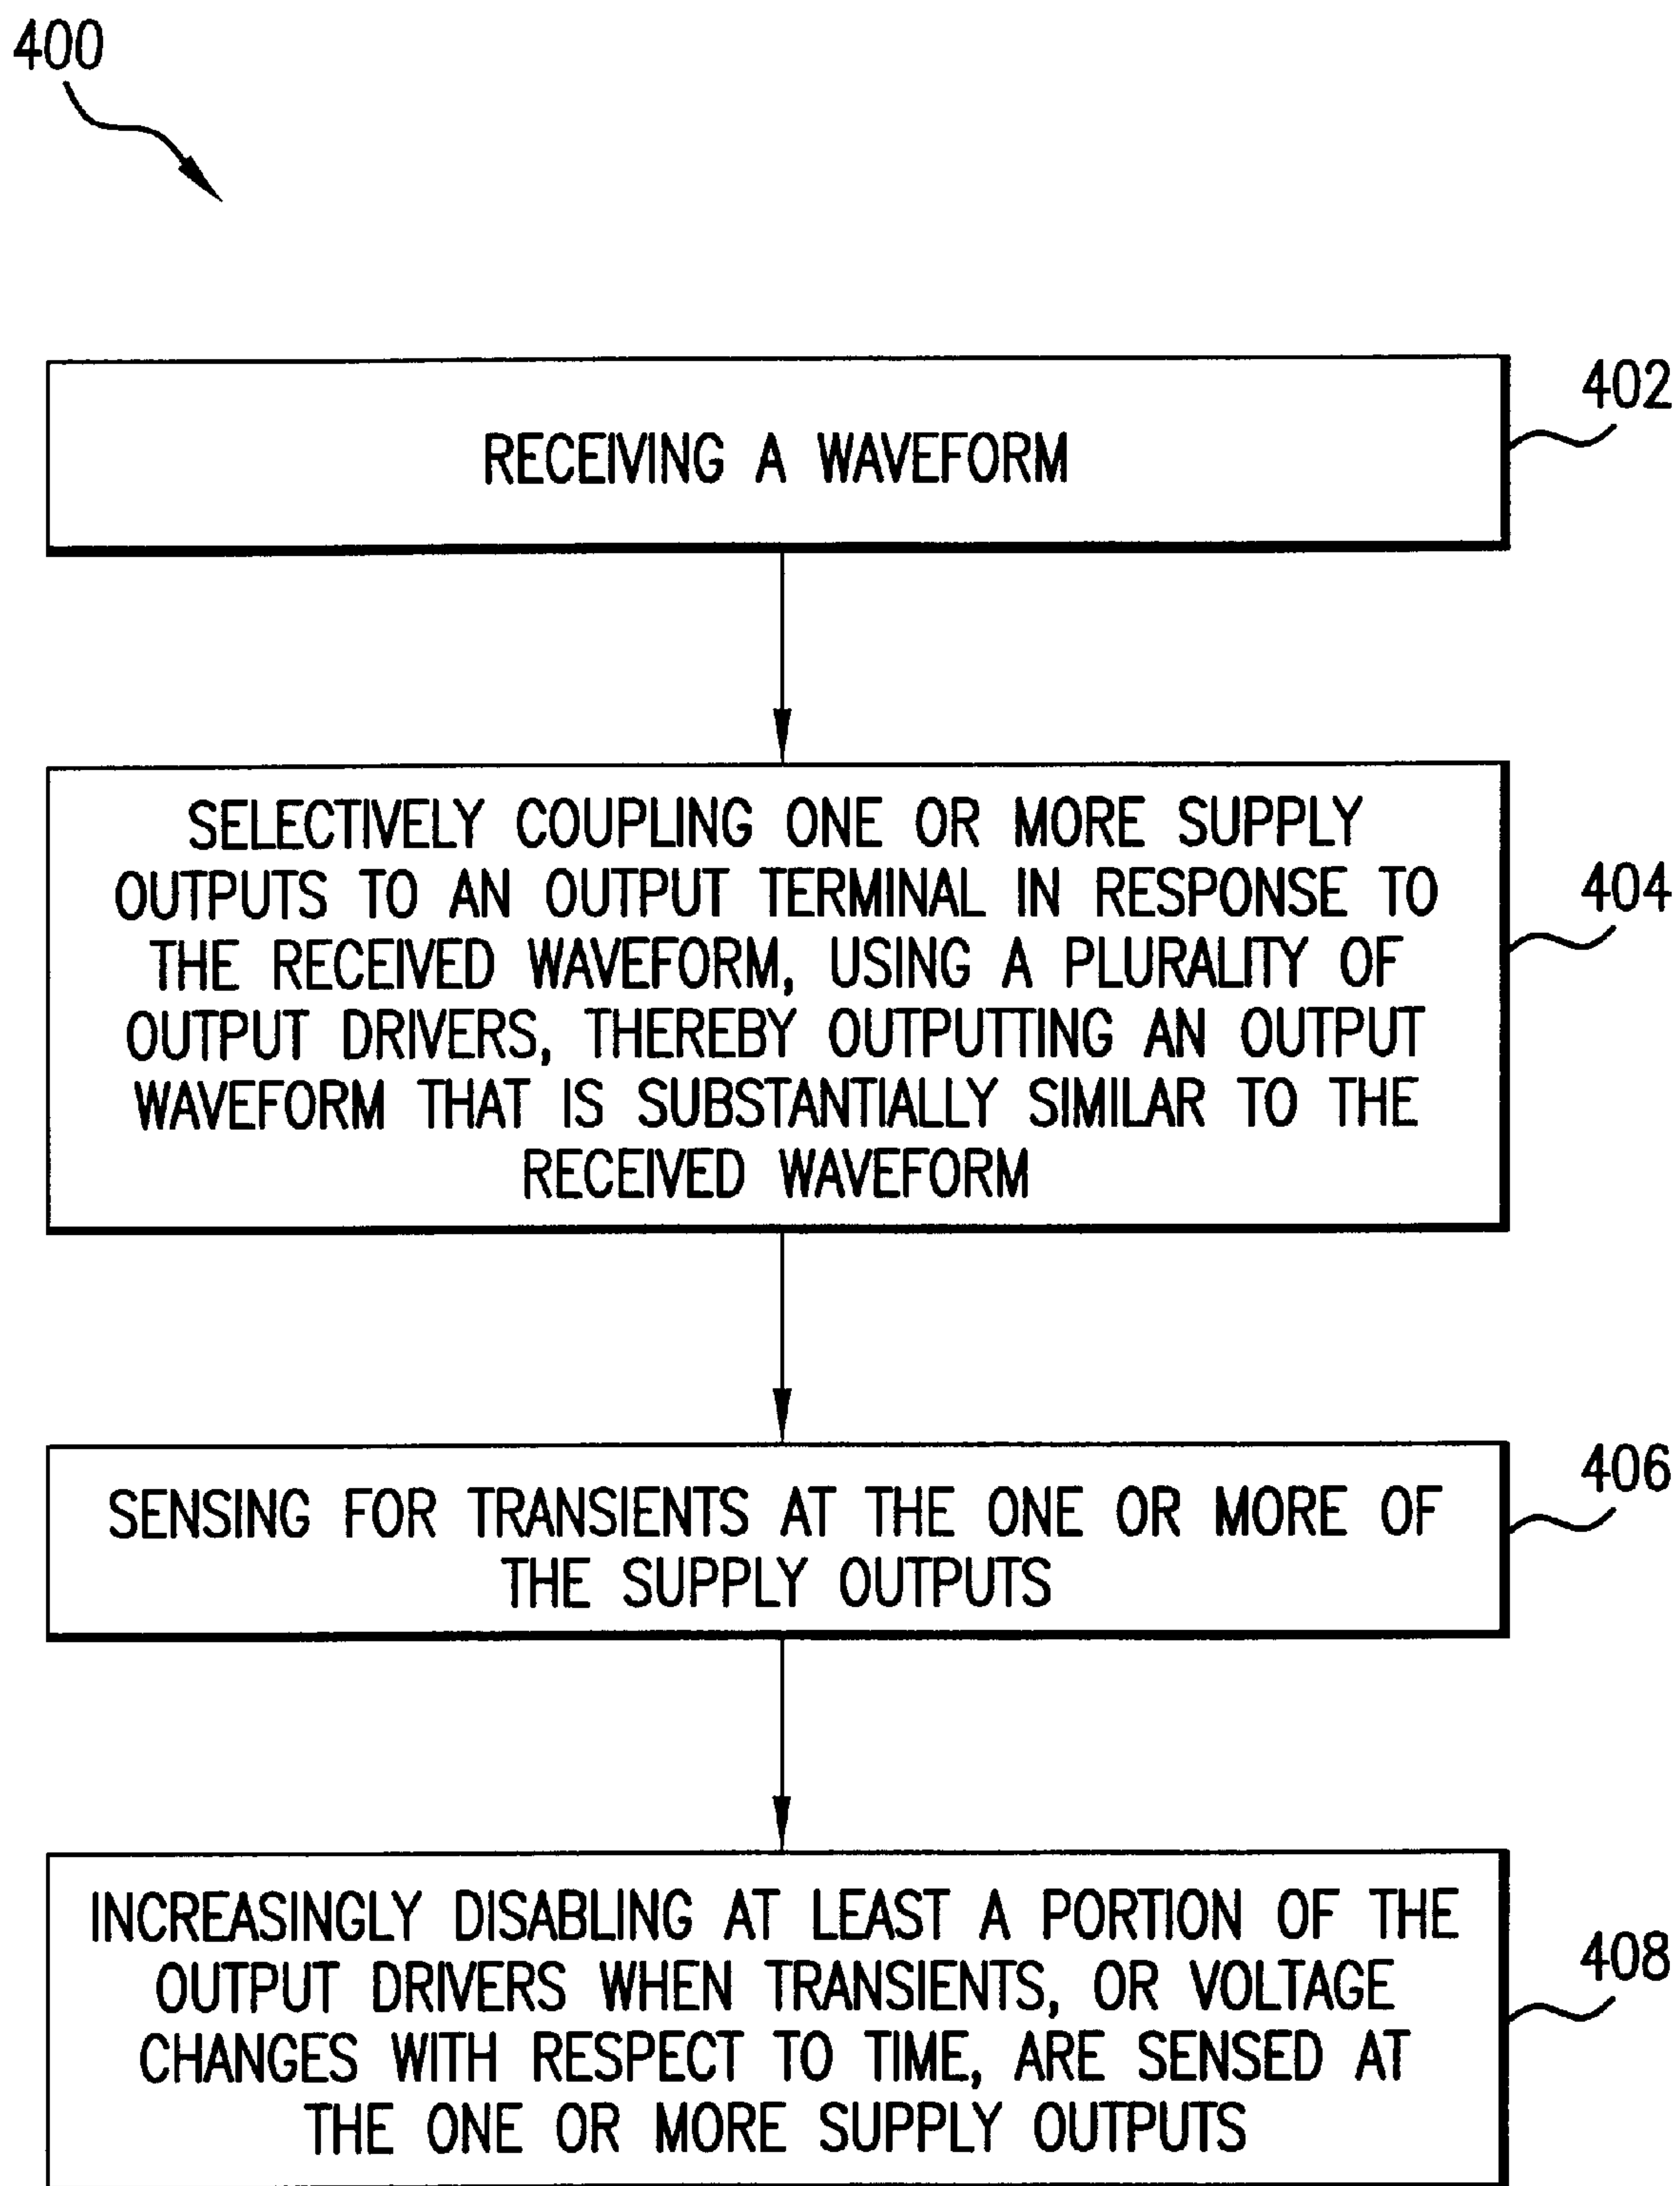 400
402
RECEIVING A WAVEFORM
SELECTIVELY COUPLING ONE OR MORE SUPPLY
OUTPUTS TO AN OUTPUT TERMINAL IN RESPONSE TO
THE RECEIVED WAVEFORM, USING A PLURALITY OF
OUTPUT DRIVERS, THEREBY OUTPUTTING AN OUTPUT
WAVEFORM THAT IS SUBSTANTIALLY SIMILAR TO THE
RECEIVED WAVEFORM
404
SENSING FOR TRANSIENTS AT THE ONE OR MORE OF
THE SUPPLY OUTPUTS
406
INCREASINGLY DISABLING AT LEAST A PORTION OF THE
OUTPUT DRIVERS WHEN TRANSIENTS, OR VOLTAGE
CHANGES WITH RESPECT TO TIME, ARE SENSED AT
THE ONE OR MORE SUPPLY OUTPUTS
408